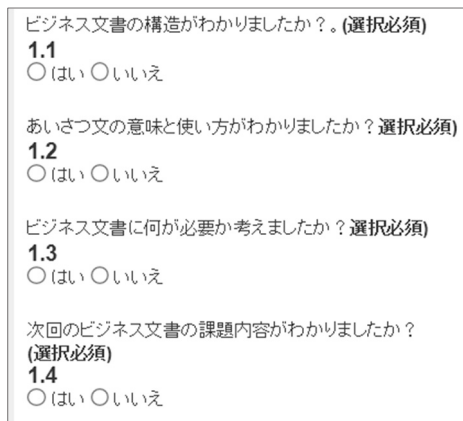 ビジネス文書の構造がわかりましたか？。(選択必須)
1.1
○はい ○いいえ
あいさつ文の意味と使い方がわかりましたか？選択必須)
1.2
○はい ○いいえ
ビジネス文書に何が必要か考えましたか？選択必須)
1.3
○はい ○いいえ
次回のビジネス文書の課題内容がわかりましたか？
(選択必須)
1.4
○はい ○いいえ